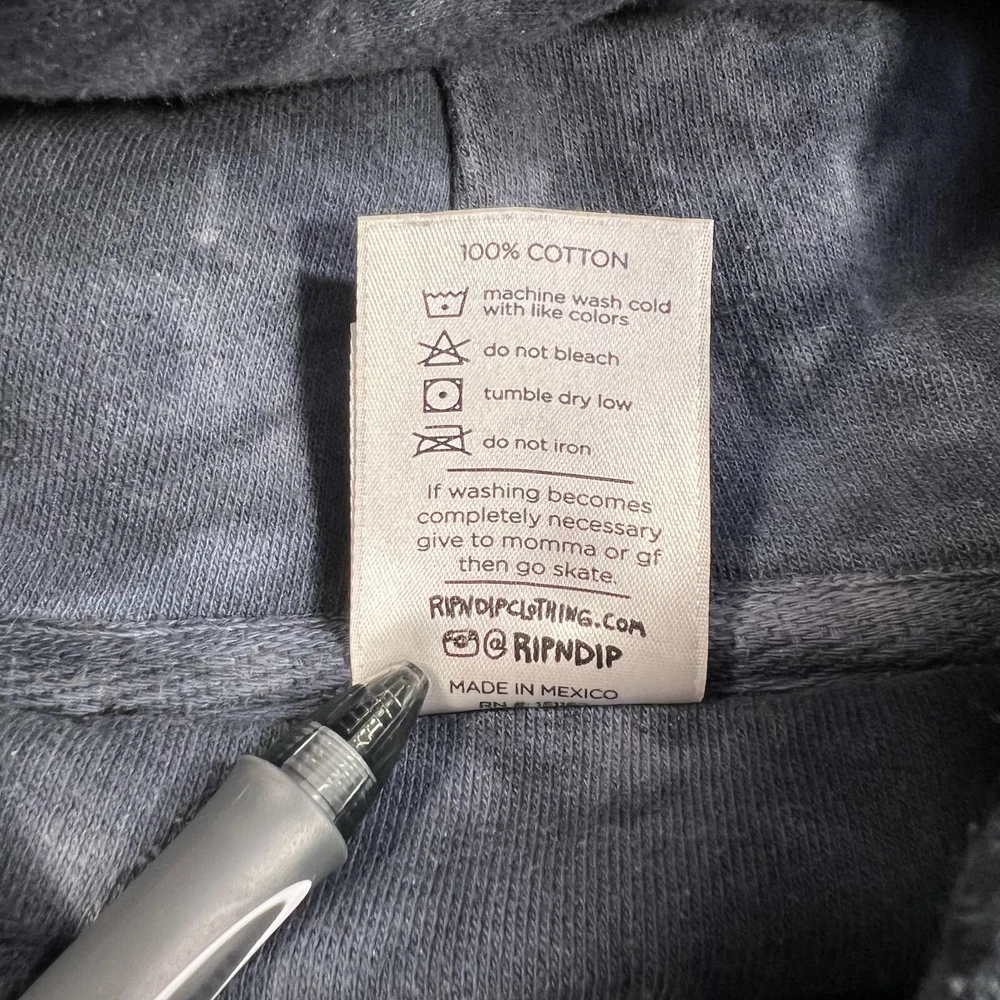 100% COTTON
machine wash cold
with like colors
do not bleach
tumble dry low
do not iron
If washing becomes
completely necessary
give to momma or gf
then go skate.
RIPNDIPCLOTHING.COM
@RIPNDIP
MADE IN MEXICO
RN #